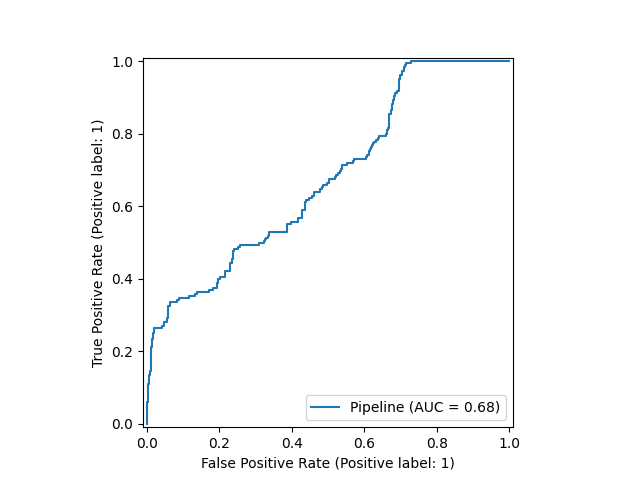 1.0
0.8
0.6
0.4
0.2
0.0
True Positive Rate (Positive label: 1)
Pipeline (AUC = 0.68)
0.0 0.2 0.4 0.6 0.8 1.0
False Positive Rate (Positive label: 1)